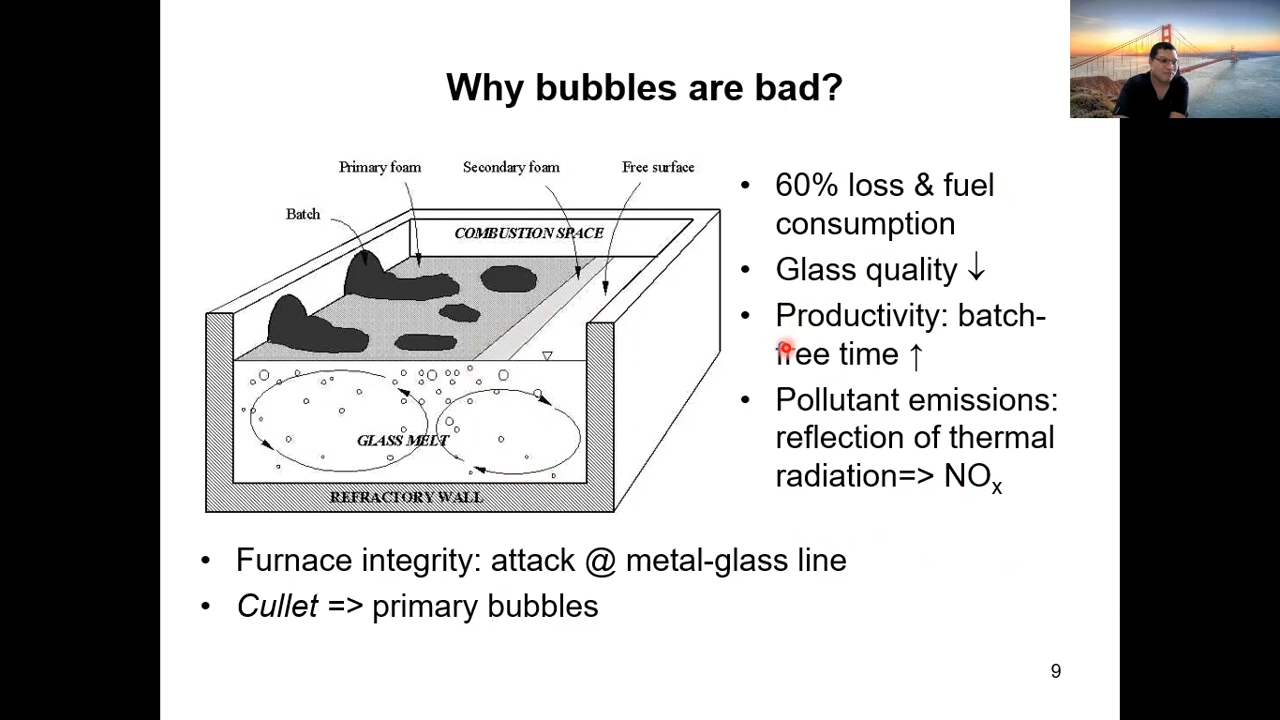 Why bubbles are bad?
Primary foam
Secondary foam
Free surface
Batch
COMBUSTION SPACE
GLASS MELT
REFRACTORY WALL
• 60% loss & fuel
consumption
• Glass quality ↓
• Productivity: batch-
free time ↑
• Pollutant emissions:
reflection of thermal
radiation=> NOx
• Furnace integrity: attack @ metal-glass line
• Cullet => primary bubbles
9